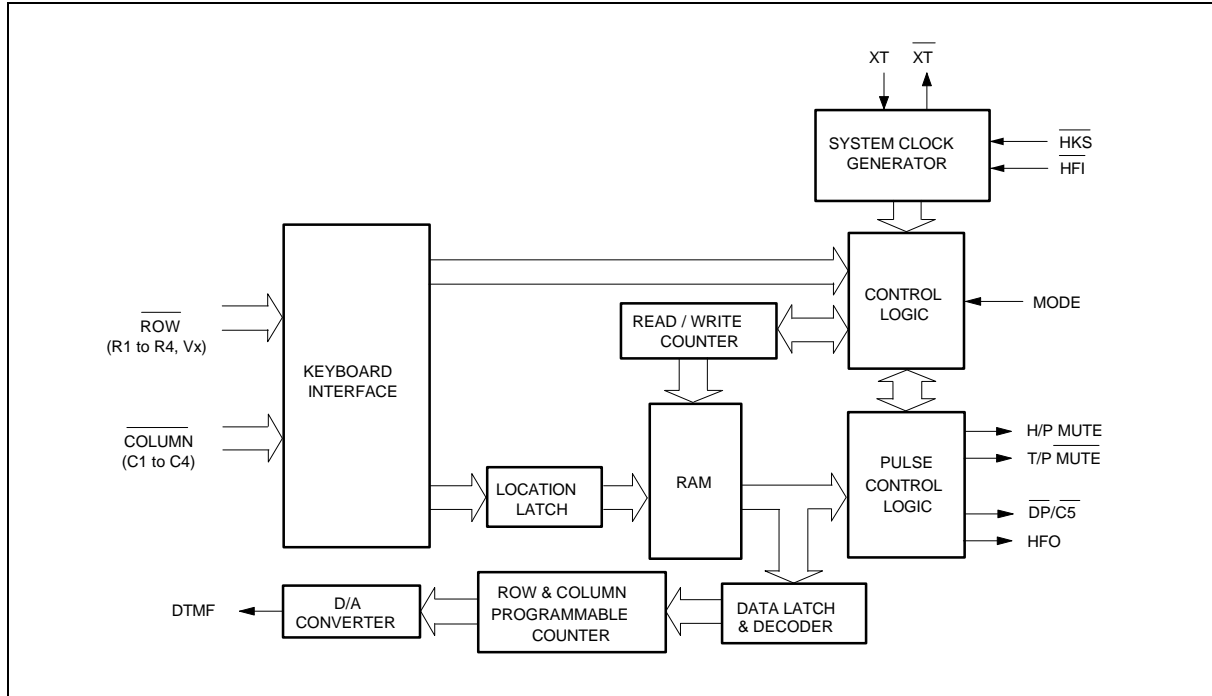 XT XT
SYSTEM CLOCK
GENERATOR
HKS
HFI
ROW
(R1 to R4, Vx)
COLUMN
(C1 to C4)
KEYBOARD
INTERFACE
READ / WRITE
COUNTER
CONTROL
LOGIC
MODE
LOCATION
LATCH
RAM
PULSE
CONTROL
LOGIC
H/P MUTE
T/P MUTE
DP/C5
HFO
DTMF
D/A
CONVERTER
ROW & COLUMN
PROGRAMMABLE
COUNTER
DATA LATCH
& DECODER